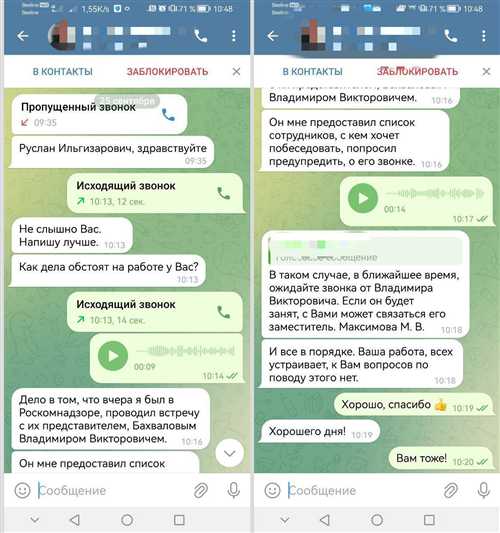 Beeline
Beeline
1,55K/s
71 %
10:48
В КОНТАКТЫ
ЗАБЛОКИРОВАТЬ
25 сентября
Пропущенный звонок
09:35
Руслан Ильгизарович, здравствуйте
09:35
Исходящий звонок
10:13, 12 сек.
Не слышно Вас.
Напишу лучше. 10:13
Как дела обстоят на работе у Вас?
10:13
Исходящий звонок
10:13, 14 сек.
00:09
10:14
Дело в том, что вчера я был в
Роскомнадзоре, проводил встречу
с их представителем, Бахваловым
Владимиром Викторовичем. 10:16
Он мне предоставил список
Сообщение
Beeline
Beeline
71 %
10:48
В КОНТАКТЫ
ЗАБЛОКИРОВАТЬ
Владимиром Викторовичем. 10:16
Он мне предоставил список
сотрудников, с кем хочет
побеседовать, попросил
предупредить, о его звонке.
10:16
00:14
10:17
Голосовое сообщение
В таком случае, в ближайшее время,
ожидайте звонка от Владимира
Викторовича. Если он будет
занят, с Вами может связаться его
заместитель. Максимова М. В. 10:18
И все в порядке. Ваша работа, всех
устраивает, к Вам вопросов по
поводу этого нет. 10:18
Хорошо, спасибо 👍 10:19
Хорошего дня! 10:19
Вам тоже! 10:20
Сообщение